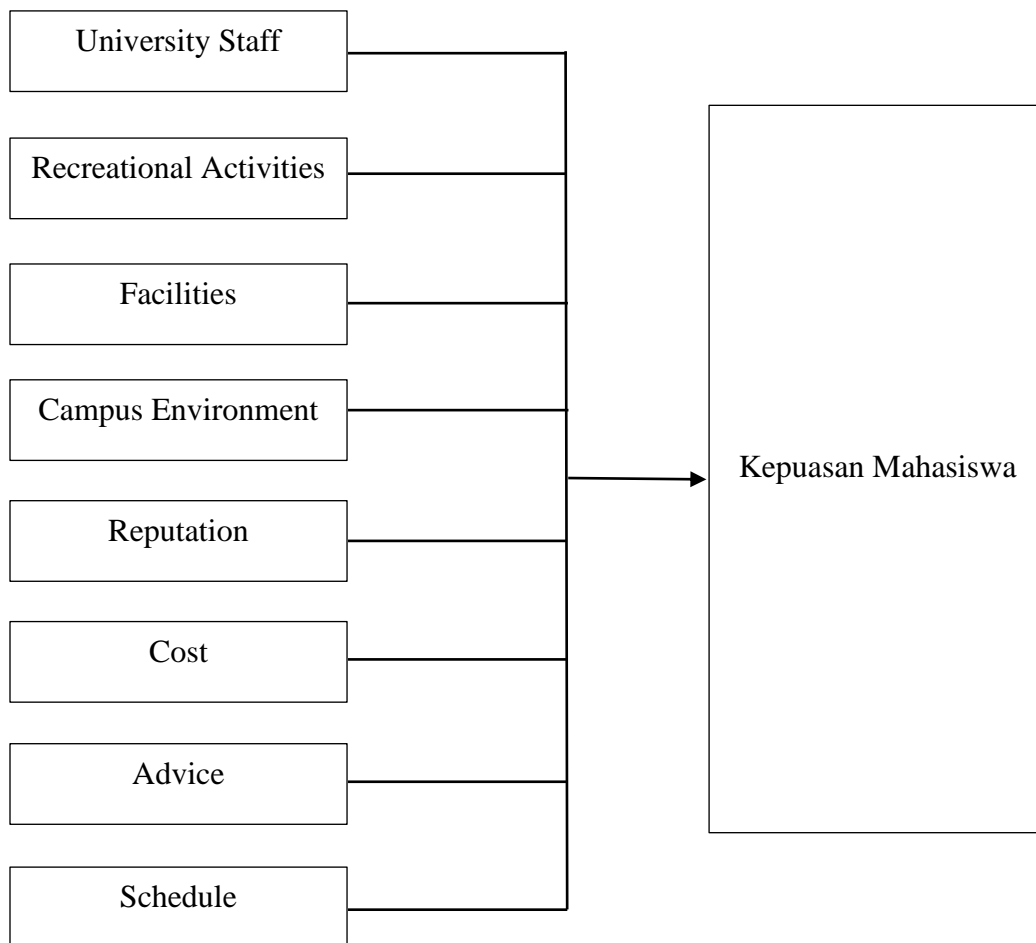 University Staff
Recreational Activities
Facilities
Campus Environment
Reputation
Cost
Advice
Schedule
Kepuasan Mahasiswa